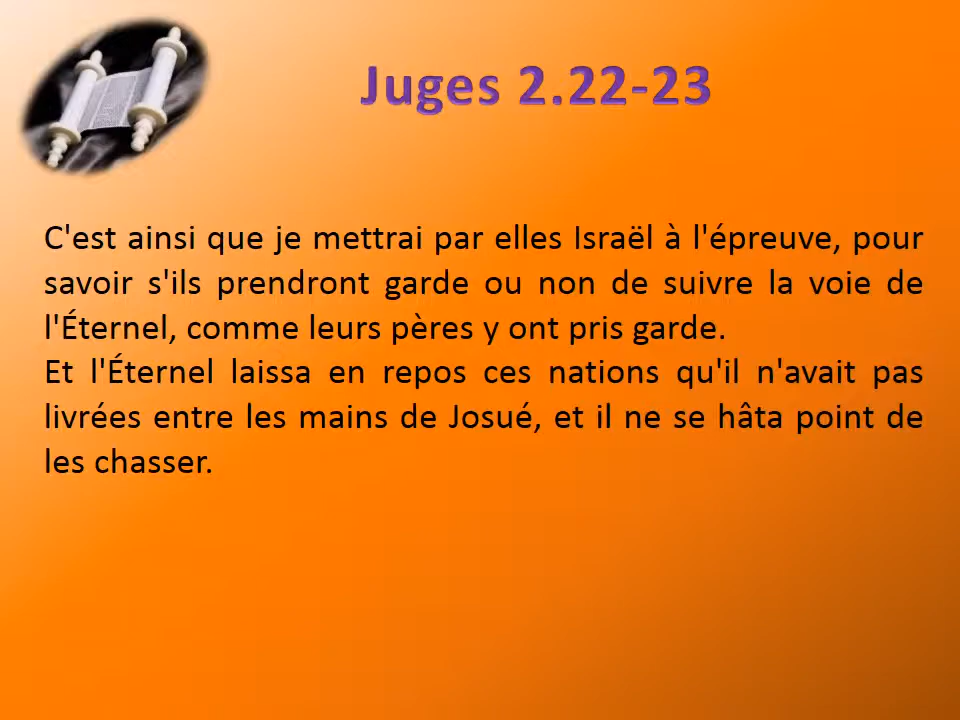 Juges 2.22-23
C'est ainsi que je mettrai par elles Israël à l'épreuve, pour
savoir s'ils prendront garde ou non de suivre la voie de
l'Éternel, comme leurs pères y ont pris garde.
Et l'Éternel laissa en repos ces nations qu'il n'avait pas
livrées entre les mains de Josué, et il ne se hâta point de
les chasser.